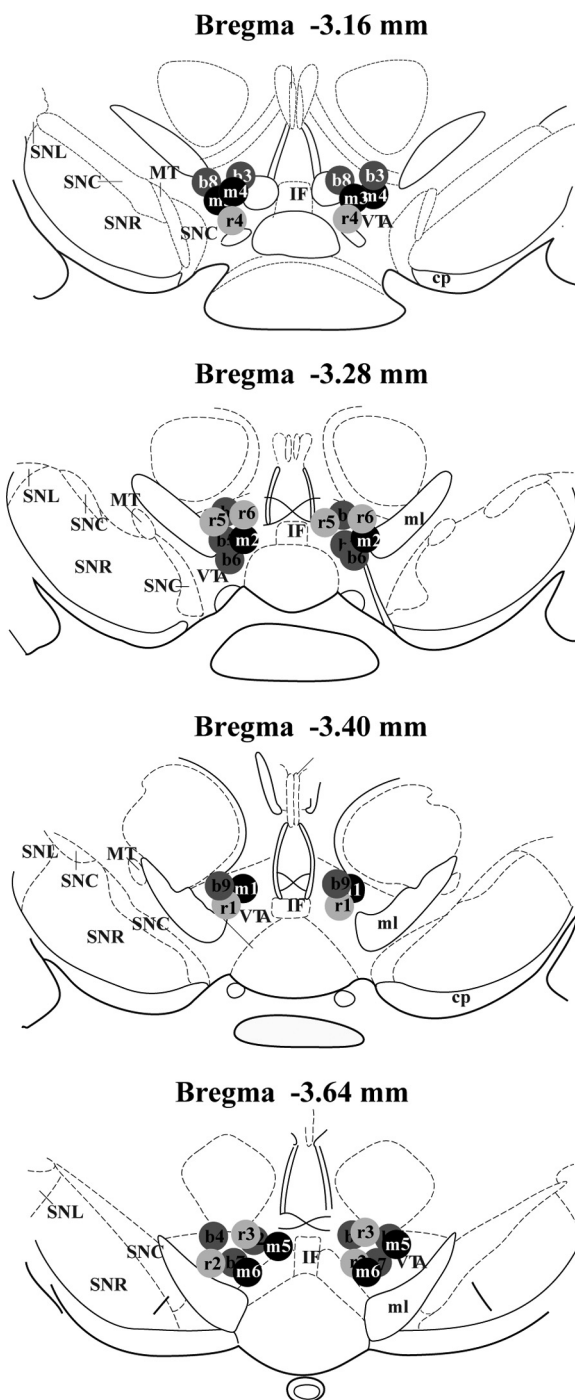 Bregma -3.16 mm
SNL
SNC
MT
SNR
SNC
b8
b3
m4
m
r4
IF
b8
b3
m3
m4
r4
VTA
cp
Bregma -3.28 mm
SNL
SNC
MT
SNR
SNC
VTA
b
r5
r6
m2
b6
IF
r5
b
r6
m2
b6
ml
Bregma -3.40 mm
SNL
SNC
MT
SNR
SNC
b9
m1
r1
VTA
IF
b9
1
r1
ml
cp
Bregma -3.64 mm
SNL
SNC
SNR
b4
r3
m5
r2
b7
m6
IF
r3
m5
m6
7
VTA
ml